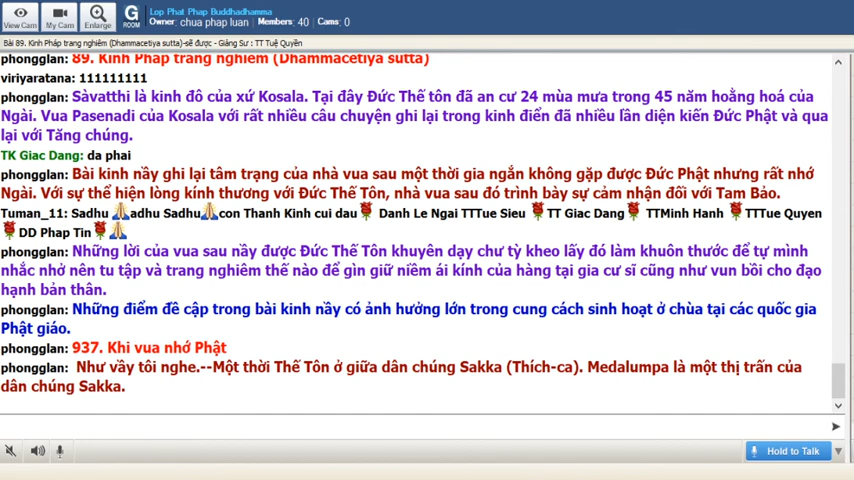 View Cam
My Cam
Enlarge
G
ROOM
Lop Phat Phap Buddhadhamma
Owner: chua phap luan Members: 40 Cams: 0
Bài 89. Kinh Pháp trang nghiêm (Dhammacetiya sutta)-sẽ được - Giảng Sư : TT Tuệ Quyền
phongglan: 89. Kinh Pháp trang nghiêm (Dhammacetiya sutta)
viriyaratana: 111111111
phongglan: Sàvatthi là kinh đô của xứ Kosala. Tại đây Đức Thế tôn đã an cư 24 mùa mưa trong 45 năm hoằng hoá của
Ngài. Vua Pasenadi của Kosala với rất nhiều câu chuyện ghi lại trong kinh điển đã nhiều lần diện kiến Đức Phật và qua
lại với Tăng chúng.
TK Giac Dang: da phai
phongglan: Bài kinh nầy ghi lại tâm trạng của nhà vua sau một thời gia ngắn không gặp được Đức Phật nhưng rất nhớ
Ngài. Với sự thể hiện lòng kính thương với Đức Thế Tôn, nhà vua sau đó trình bày sự cảm nhận đối với Tam Bảo.
Tuman_11: Sadhu adhu Sadhu con Thanh Kinh cui dau Danh Le Ngai TTTue Sieu TT Giac Dang TTMinh Hanh TTTue Quyen
DD Phap Tin
phongglan: Những lời của vua sau nầy được Đức Thế Tôn khuyên dạy chư tỳ kheo lấy đó làm khuôn thước để tự mình
nhắc nhở nên tu tập và trang nghiêm thế nào để gìn giữ niềm ái kính của hàng tại gia cư sĩ cũng như vun bồi cho đạo
hạnh bản thân.
phongglan: Những điểm đề cập trong bài kinh nầy có ảnh hưởng lớn trong cung cách sinh hoạt ở chùa tại các quốc gia
Phật giáo.
phongglan: 937. Khi vua nhớ Phật
phongglan: Như vầy tôi nghe.--Một thời Thế Tôn ở giữa dân chúng Sakka (Thích-ca). Medalumpa là một thị trấn của
dân chúng Sakka.
Hold to Talk